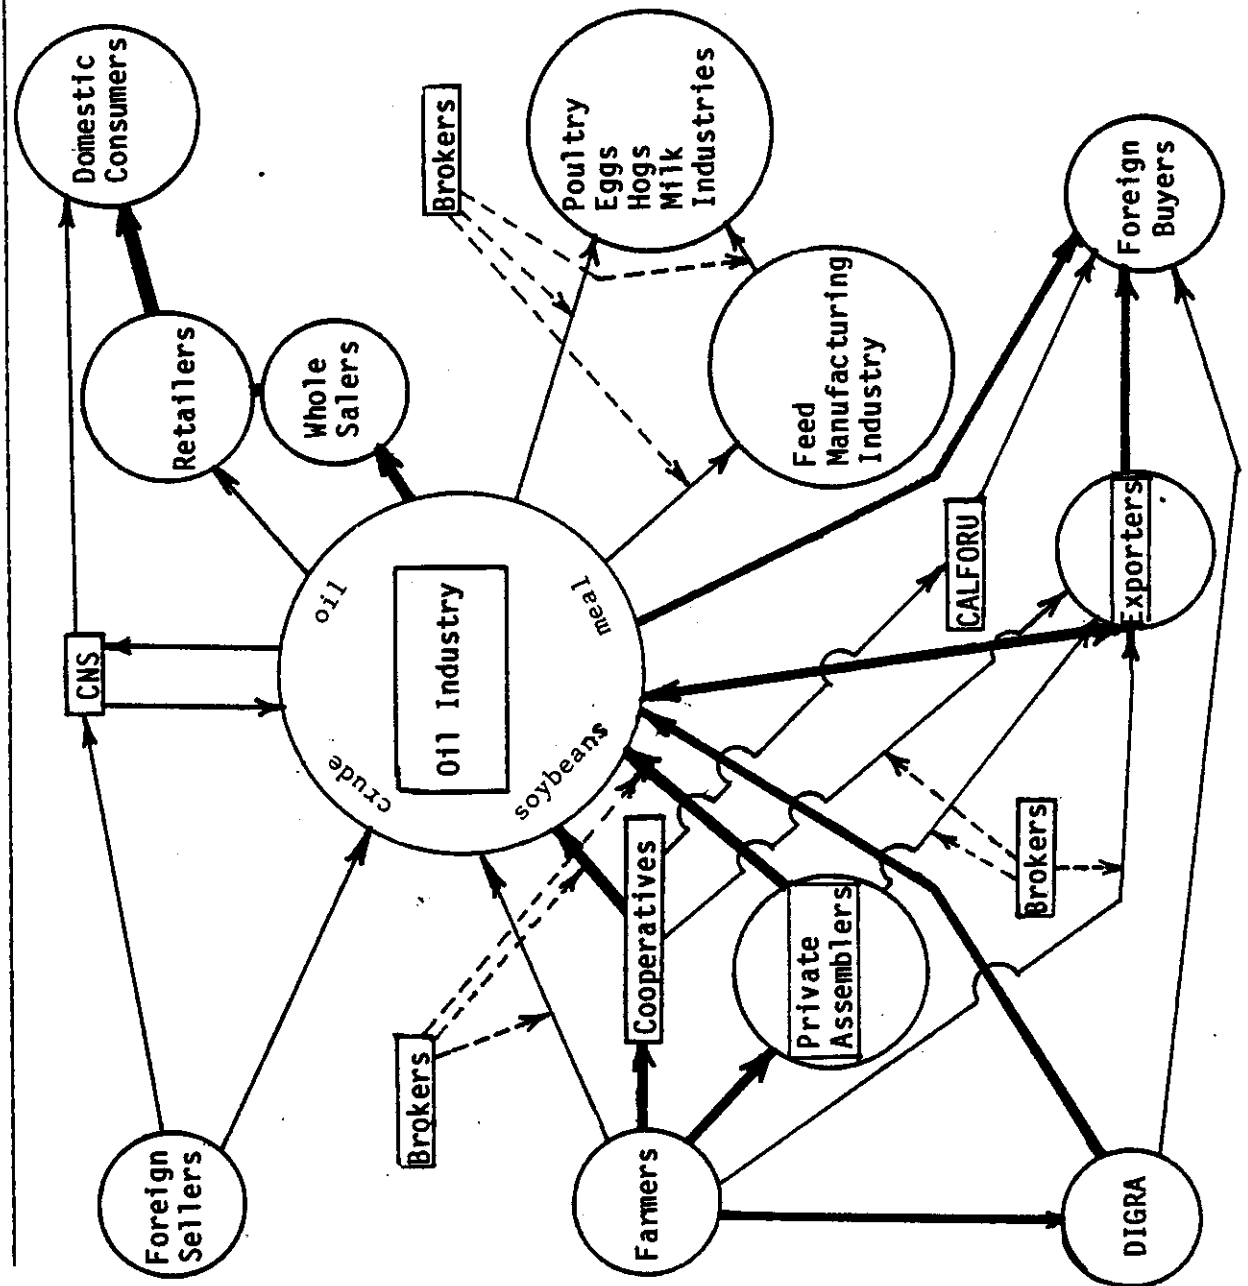 Foreign
Sellers
CNS
Domestic
Consumers
Retailers
Whole
Salers
crude
oil
Oil Industry
soybeans
meal
Brokers
Brokers
Poultry
Eggs
Hogs
Milk
Industries
Farmers
Cooperatives
Private
Assemblers
Feed
Manufacturing
Industry
CALFORU
Brokers
DIGRA
Exporters
Foreign
Buyers